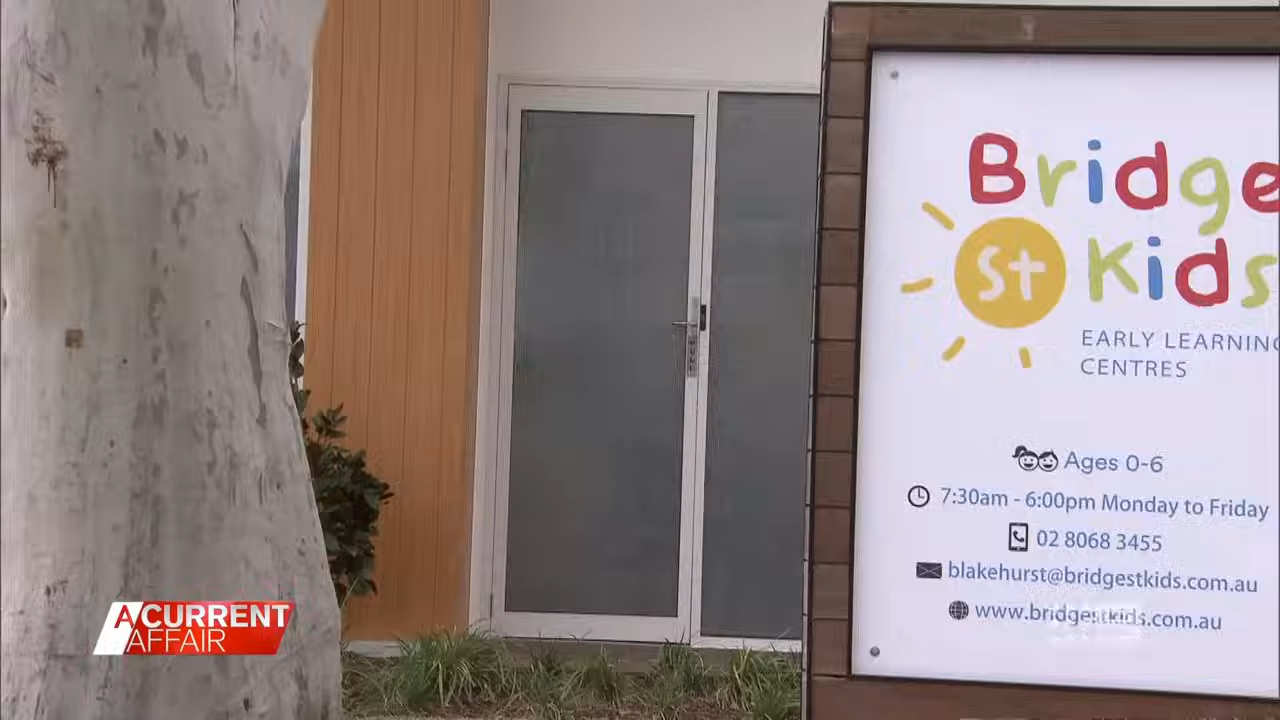 Bridge
St Kids
EARLY LEARNING
CENTRES
Ages 0-6
7:30am - 6:00pm Monday to Friday
02 8068 3455
blakehurst@bridgestkids.com.au
www.bridgestkids.com.au
A CURRENT
AFFAIR